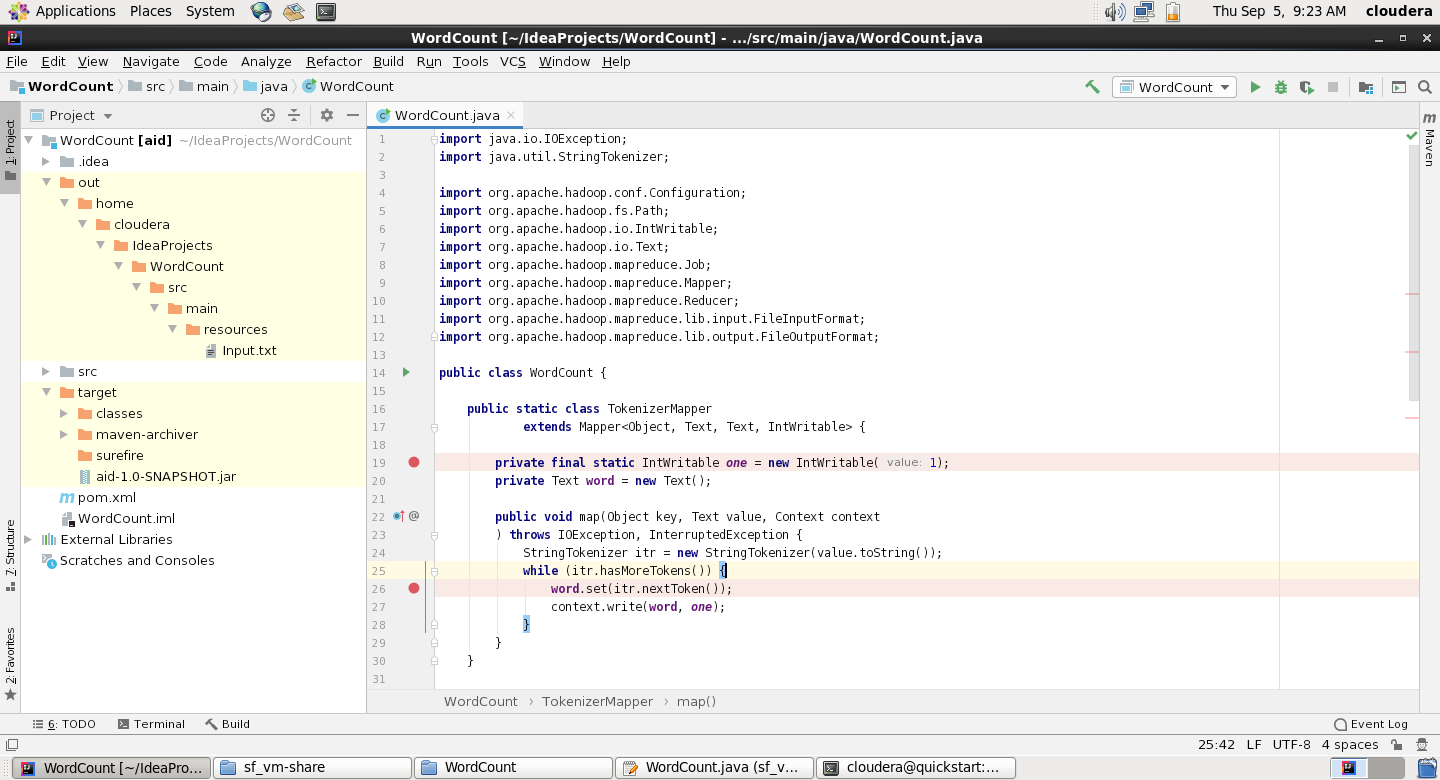 Applications Places System Thu Sep 5, 9:23 AM cloudera
WordCount [~/IdeaProjects/WordCount] - .../src/main/java/WordCount.java
File Edit View Navigate Code Analyze Refactor Build Run Tools VCS Window Help
WordCount src main java WordCount WordCount
Project
WordCount.java
1: Project
7: Structure
2: Favorites
WordCount [aid] ~/IdeaProjects/WordCount
.idea
out
home
cloudera
IdeaProjects
WordCount
src
main
resources
Input.txt
src
target
classes
maven-archiver
surefire
aid-1.0-SNAPSHOT.jar
pom.xml
WordCount.iml
External Libraries
Scratches and Consoles
1 import java.io.IOException;
2 import java.util.StringTokenizer;
3
4 import org.apache.hadoop.conf.Configuration;
5 import org.apache.hadoop.fs.Path;
6 import org.apache.hadoop.io.IntWritable;
7 import org.apache.hadoop.io.Text;
8 import org.apache.hadoop.mapreduce.Job;
9 import org.apache.hadoop.mapreduce.Mapper;
10 import org.apache.hadoop.mapreduce.Reducer;
11 import org.apache.hadoop.mapreduce.lib.input.FileInputFormat;
12 import org.apache.hadoop.mapreduce.lib.output.FileOutputFormat;
13
14 public class WordCount {
15
16 public static class TokenizerMapper
17 extends Mapper<Object, Text, Text, IntWritable> {
18
19 private final static IntWritable one = new IntWritable( value: 1);
20 private Text word = new Text();
21
22 @ public void map(Object key, Text value, Context context
23 ) throws IOException, InterruptedException {
24 StringTokenizer itr = new StringTokenizer(value.toString());
25 while (itr.hasMoreTokens()) {
26 word.set(itr.nextToken());
27 context.write(word, one);
28 }
29 }
30 }
31
m Maven
WordCount › TokenizerMapper › map()
6: TODO Terminal Build Event Log
25:42 LF UTF-8 4 spaces
WordCount [~/IdeaPro... sf_vm-share WordCount WordCount.java (sf_v... cloudera@quickstart:...